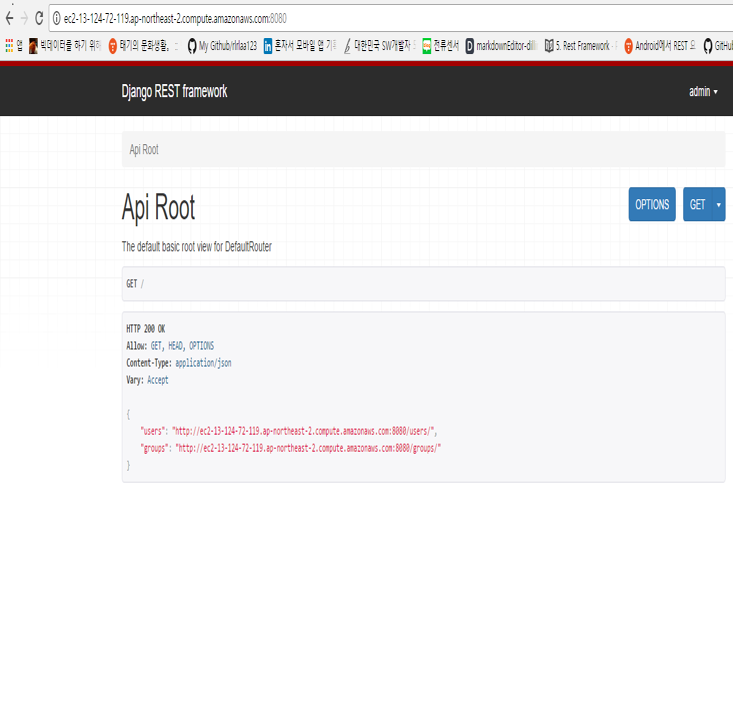 ec2-13-124-72-119.ap-northeast-2.compute.amazonaws.com:8080
앱 빅데이터를 하기 위해 태기의 문화생활. My Github/rlrlaa123 혼자서 모바일 앱 기획 대한민국 SW개발자 전류센서 markdownEditor-dilli 5. Rest Framework - Android에서 REST 요 GitHub
Django REST framework
admin
Api Root
Api Root
OPTIONS GET
The default basic root view for DefaultRouter
GET /
HTTP 200 OK
Allow: GET, HEAD, OPTIONS
Content-Type: application/json
Vary: Accept
{
"users": "http://ec2-13-124-72-119.ap-northeast-2.compute.amazonaws.com:8080/users/",
"groups": "http://ec2-13-124-72-119.ap-northeast-2.compute.amazonaws.com:8080/groups/"
}